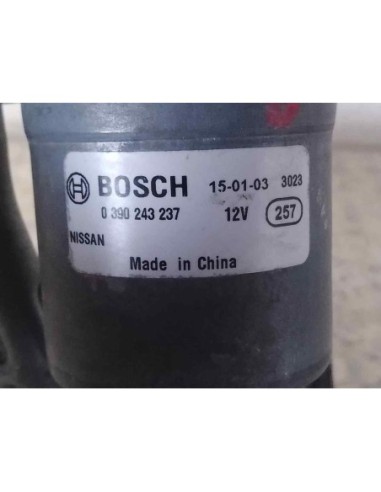 BOSCH 15-01-03 3023
0 390 243 237 12V 257
NISSAN
Made in China